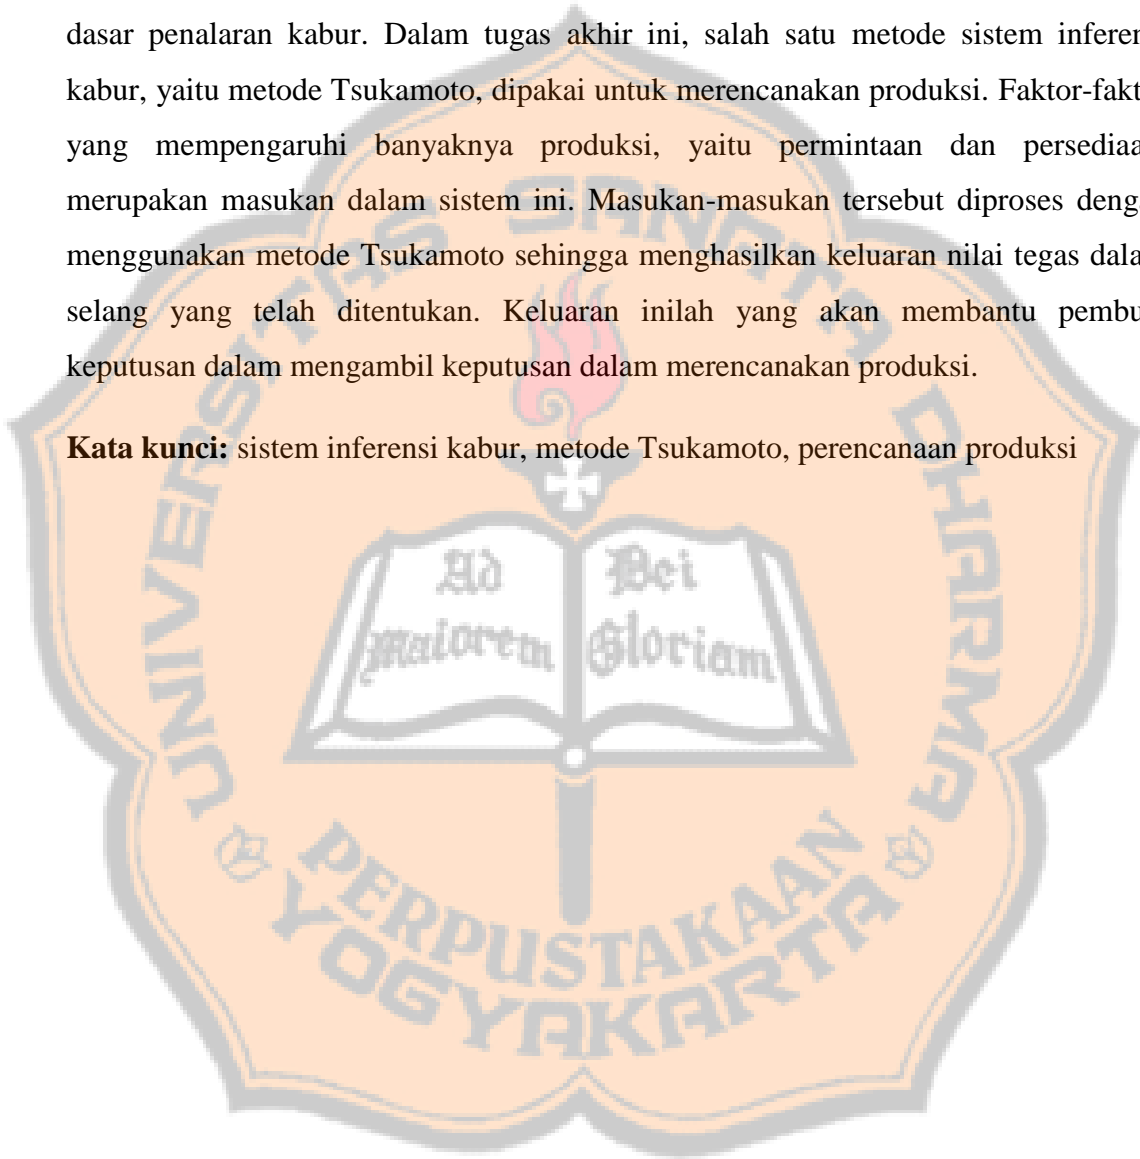 dasar penalaran kabur. Dalam tugas akhir ini, salah satu metode sistem inferen
kabur, yaitu metode Tsukamoto, dipakai untuk merencanakan produksi. Faktor-fakt
yang mempengaruhi banyaknya produksi, yaitu permintaan dan persediaa
merupakan masukan dalam sistem ini. Masukan-masukan tersebut diproses denga
menggunakan metode Tsukamoto sehingga menghasilkan keluaran nilai tegas dala
selang yang telah ditentukan. Keluaran inilah yang akan membantu pembu
keputusan dalam mengambil keputusan dalam merencanakan produksi.
Kata kunci: sistem inferensi kabur, metode Tsukamoto, perencanaan produksi
UNIVERSITAS SANATA DHARMA
Ad Dei
maiorem Gloriam
PERPUSTAKAAN
YOGYAKARTA